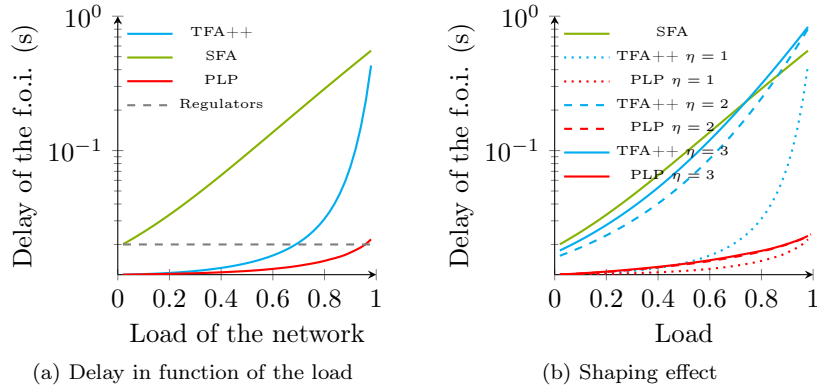 Delay of the f.o.i. (s)
10^0
10^{-1}
TFA++
SFA
PLP
Regulators
0 0.2 0.4 0.6 0.8 1
Load of the network
(a) Delay in function of the load
Delay of the f.o.i. (s)
10^0
10^{-1}
SFA
TFA++ η = 1
PLP η = 1
TFA++ η = 2
PLP η = 2
TFA++ η = 3
PLP η = 3
0 0.2 0.4 0.6 0.8 1
Load
(b) Shaping effect